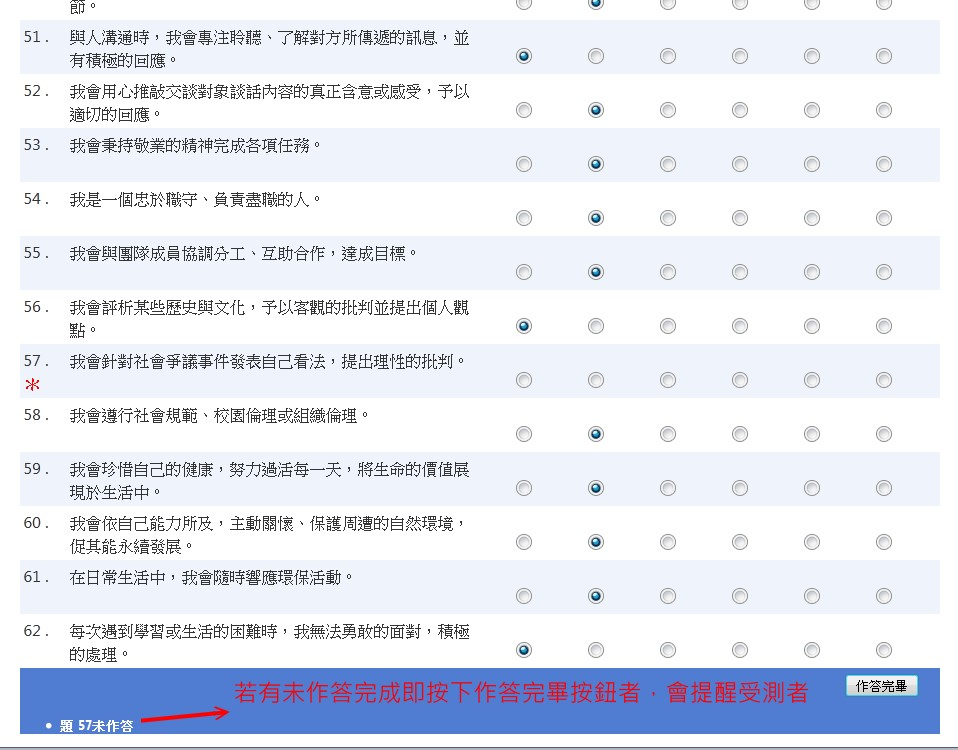 節。
51. 與人溝通時，我會專注聆聽、了解對方所傳遞的訊息，並
有積極的回應。
52. 我會用心推敲交談對象談話內容的真正含意或感受，予以
適切的回應。
53. 我會秉持敬業的精神完成各項任務。
54. 我是一個忠於職守、負責盡職的人。
55. 我會與團隊成員協調分工、互助合作，達成目標。
56. 我會評析某些歷史與文化，予以客觀的批判並提出個人觀
點。
57. 我會針對社會爭議事件發表自己看法，提出理性的批判。
＊
58. 我會遵行社會規範、校園倫理或組織倫理。
59. 我會珍惜自己的健康，努力過活每一天，將生命的價值展
現於生活中。
60. 我會依自己能力所及，主動關懷、保護周遭的自然環境，
促其能永續發展。
61. 在日常生活中，我會隨時響應環保活動。
62. 每次遇到學習或生活的困難時，我無法勇敢的面對，積極
的處理。
若有未作答完成即按下作答完畢按鈕者，會提醒受測者
作答完畢
• 題 57未作答